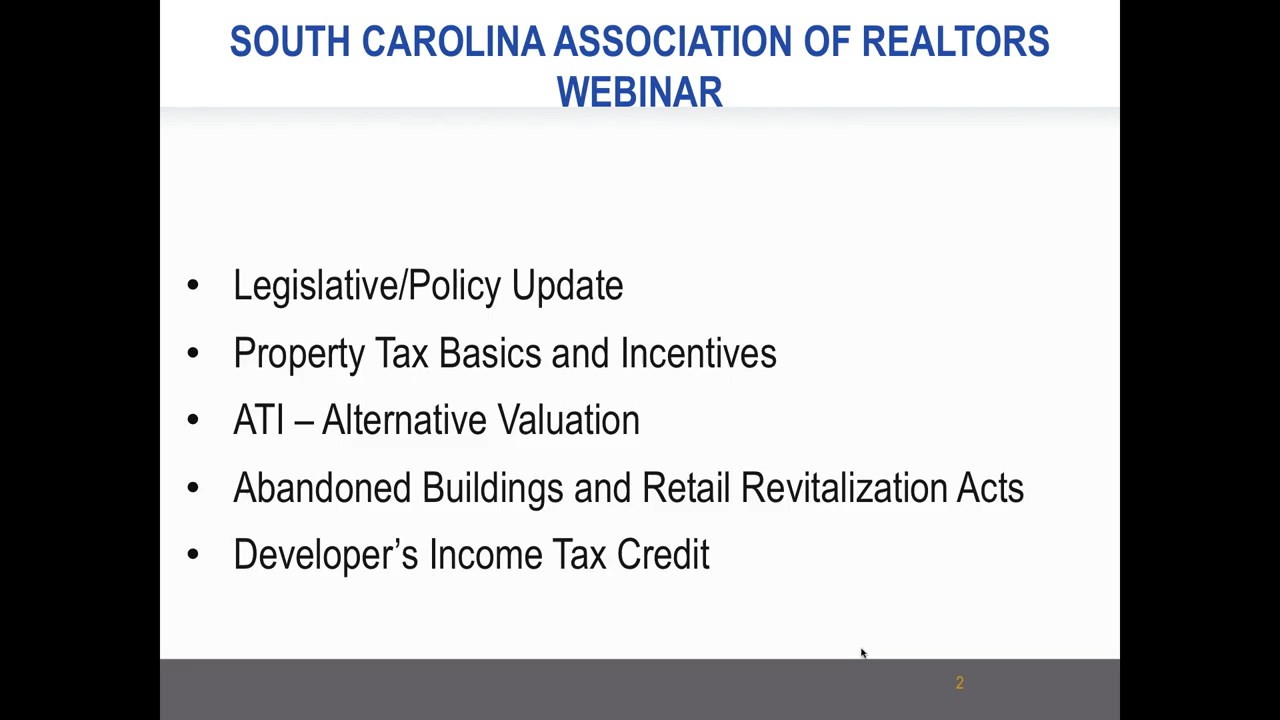 SOUTH CAROLINA ASSOCIATION OF REALTORS
WEBINAR
• Legislative/Policy Update
• Property Tax Basics and Incentives
• ATI – Alternative Valuation
• Abandoned Buildings and Retail Revitalization Acts
• Developer’s Income Tax Credit
2